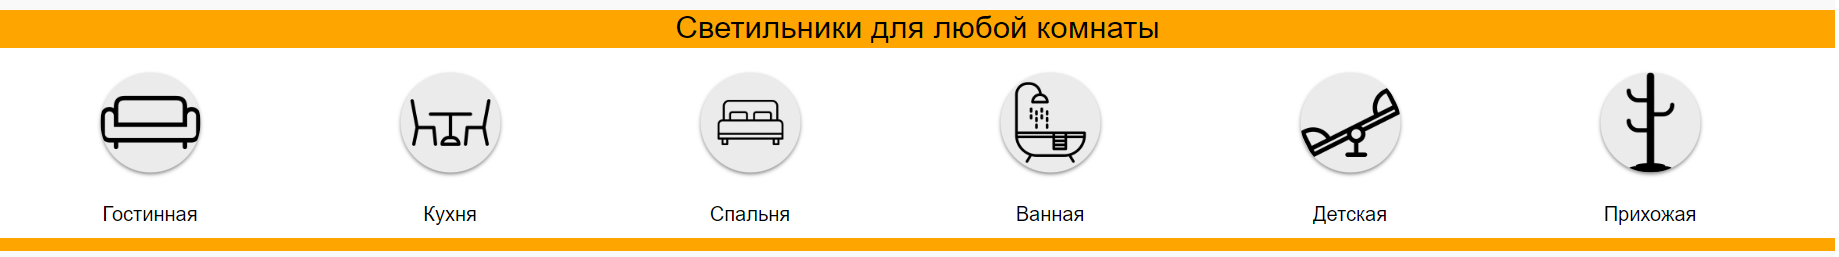 Светильники для любой комнаты
Гостинная Кухня Спальня Ванная Детская Прихожая